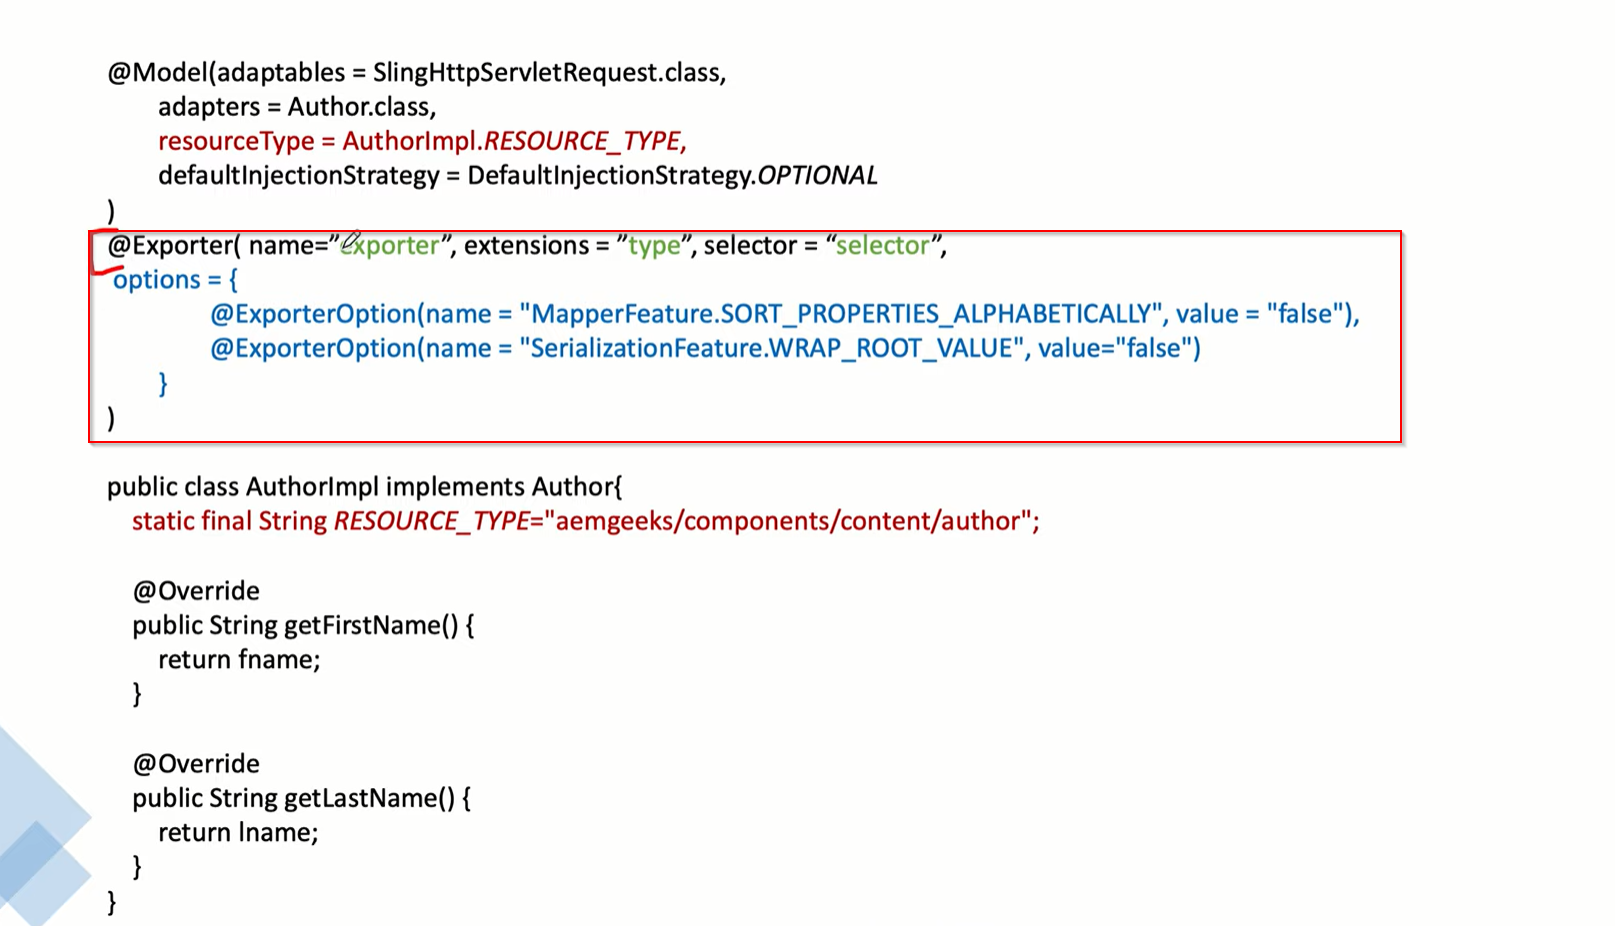 @Model(adaptables = SlingHttpServletRequest.class,
adapters = Author.class,
resourceType = AuthorImpl.RESOURCE_TYPE,
defaultInjectionStrategy = DefaultInjectionStrategy.OPTIONAL
)
@Exporter( name=”exporter”, extensions = ”type”, selector = “selector”,
options = {
@ExporterOption(name = "MapperFeature.SORT_PROPERTIES_ALPHABETICALLY", value = "false"),
@ExporterOption(name = "SerializationFeature.WRAP_ROOT_VALUE", value="false")
}
)
public class AuthorImpl implements Author{
static final String RESOURCE_TYPE="aemgeeks/components/content/author";
@Override
public String getFirstName() {
return fname;
}
@Override
public String getLastName() {
return lname;
}
}